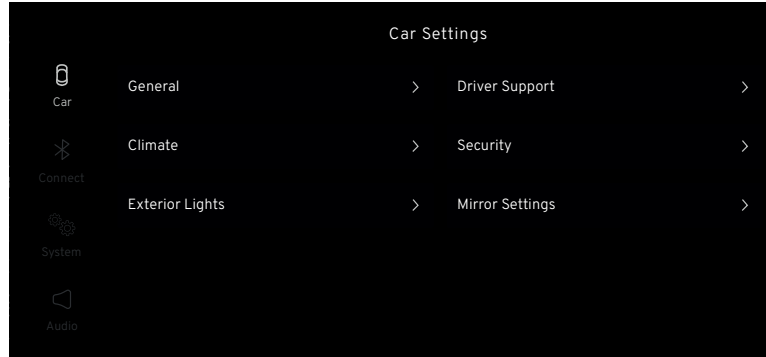 Car Settings
Car
General
Driver Support
Connect
Climate
Security
System
Exterior Lights
Mirror Settings
Audio